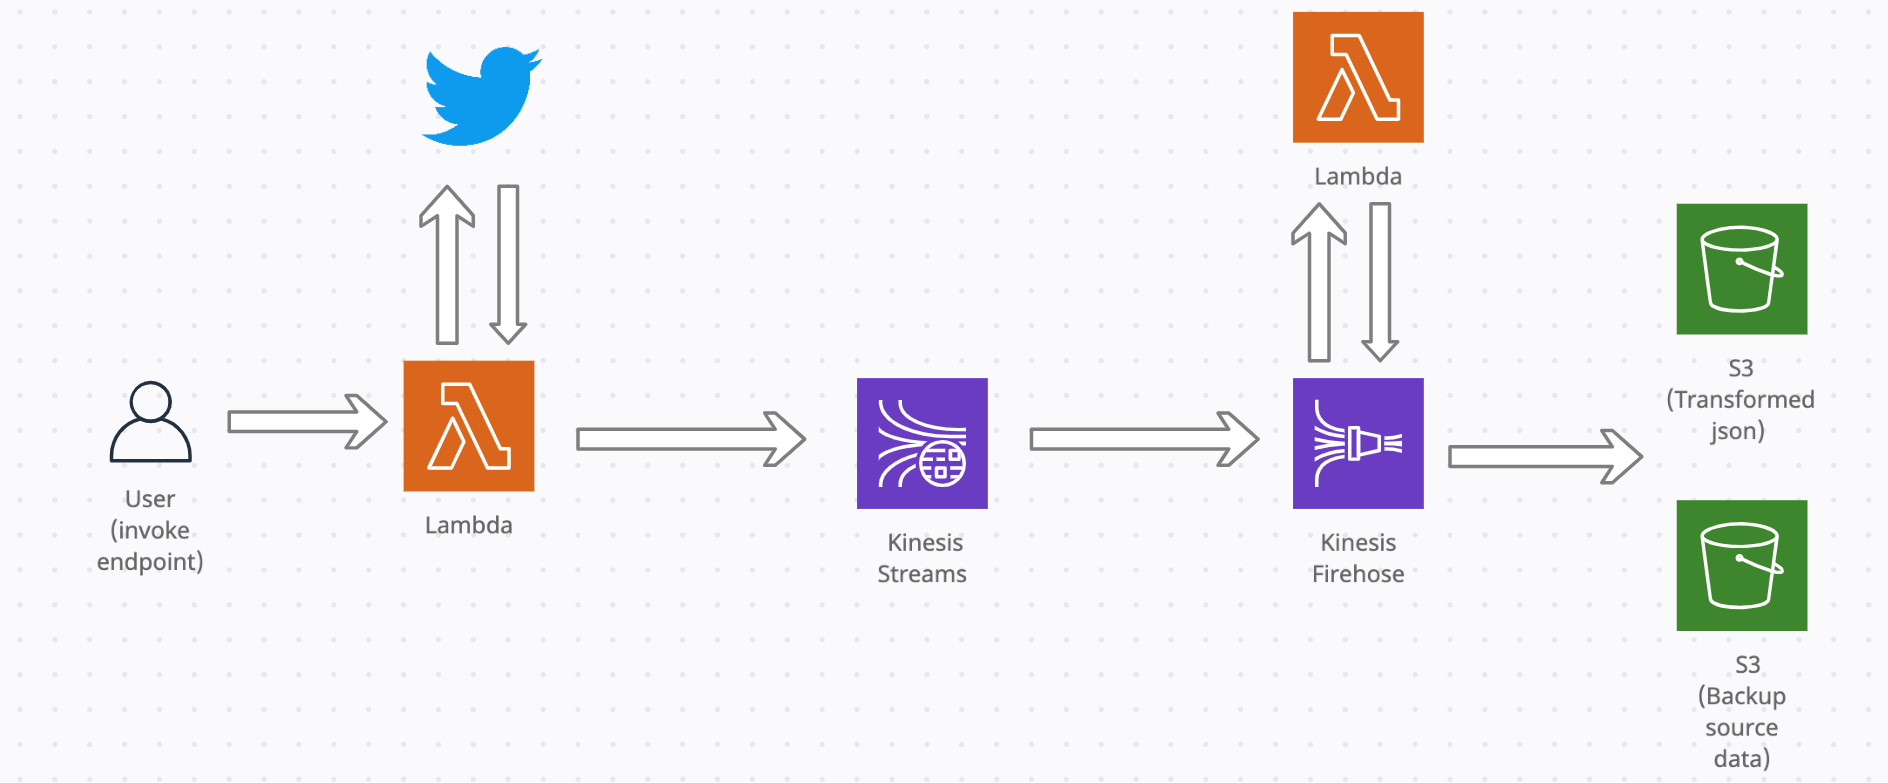 Lambda
User
(invoke
endpoint)
Lambda
Kinesis
Streams
Kinesis
Firehose
S3
(Transformed
json)
S3
(Backup
source
data)